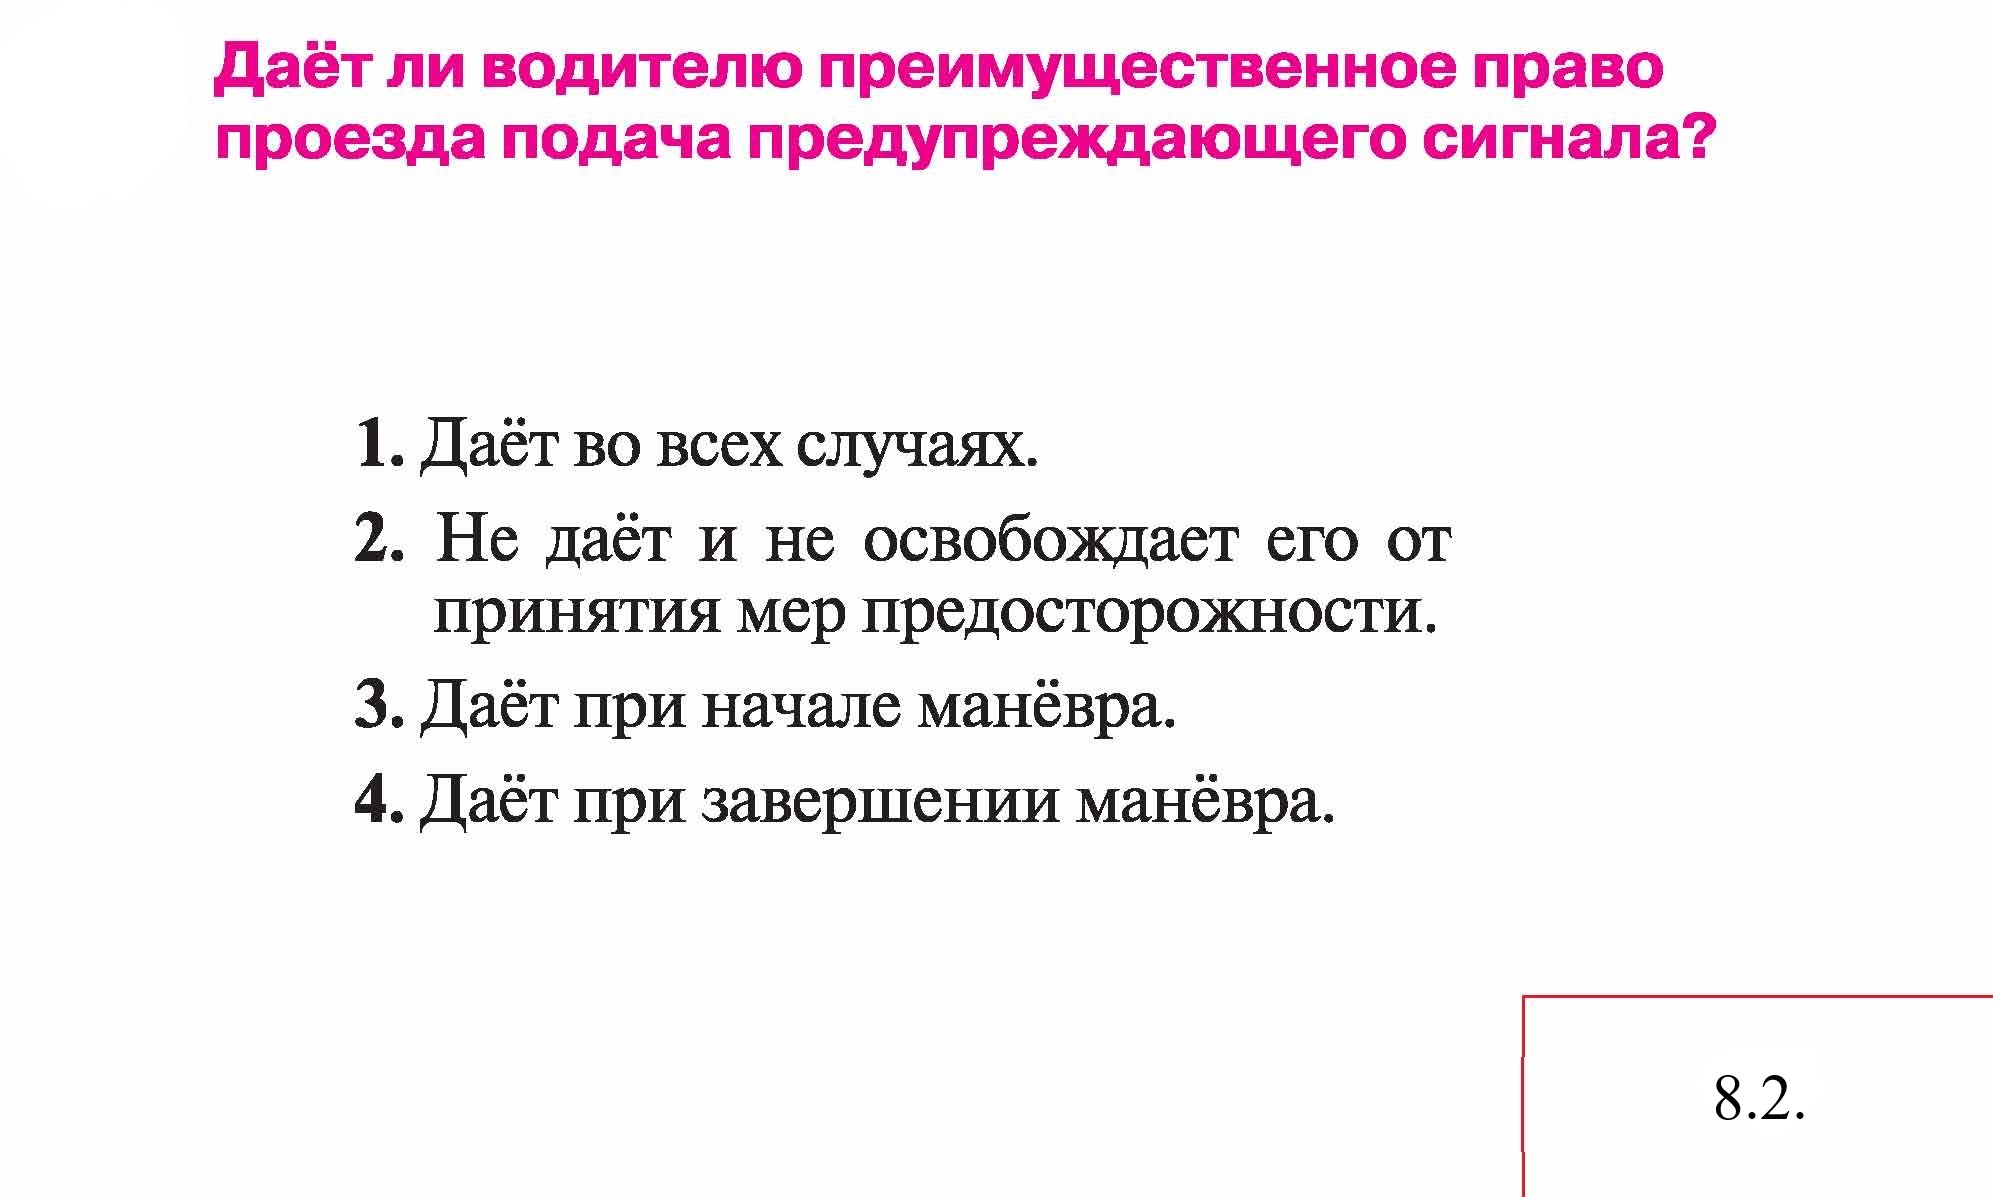 Даёт ли водителю преимущественное право
проезда подача предупреждающего сигнала?
1. Даёт во всех случаях.
2. Не даёт и не освобождает его от
принятия мер предосторожности.
3. Даёт при начале манёвра.
4. Даёт при завершении манёвра.
8.2.